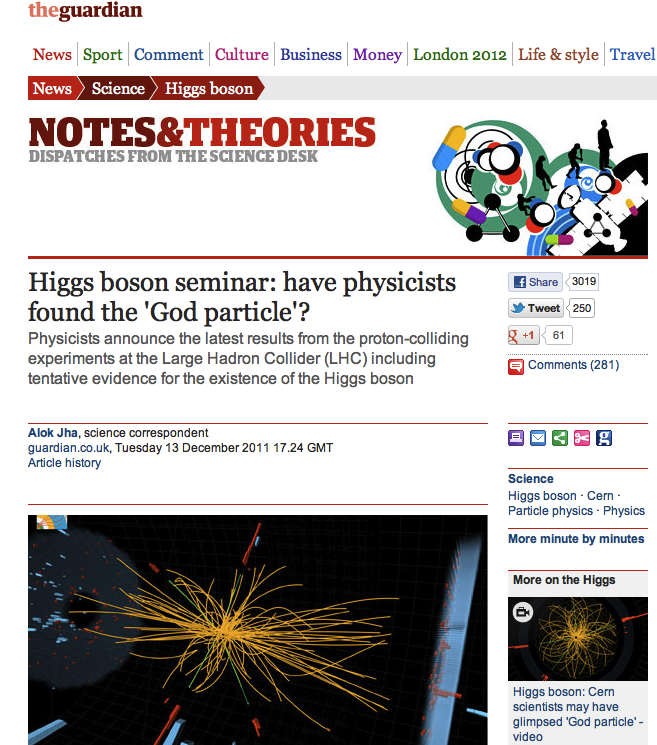 theguardian
News Sport Comment Culture Business Money London 2012 Life & style Travel
News Science Higgs boson
NOTES&THEORIES
DISPATCHES FROM THE SCIENCE DESK
Higgs boson seminar: have physicists
found the 'God particle'?
Physicists announce the latest results from the proton-colliding
experiments at the Large Hadron Collider (LHC) including
tentative evidence for the existence of the Higgs boson
Share 3019
Tweet 250
+1 61
Comments (281)
Alok Jha, science correspondent
guardian.co.uk, Tuesday 13 December 2011 17.24 GMT
Article history
Science
Higgs boson · Cern ·
Particle physics · Physics
More minute by minutes
More on the Higgs
Higgs boson: Cern
scientists may have
glimpsed 'God particle' -
video